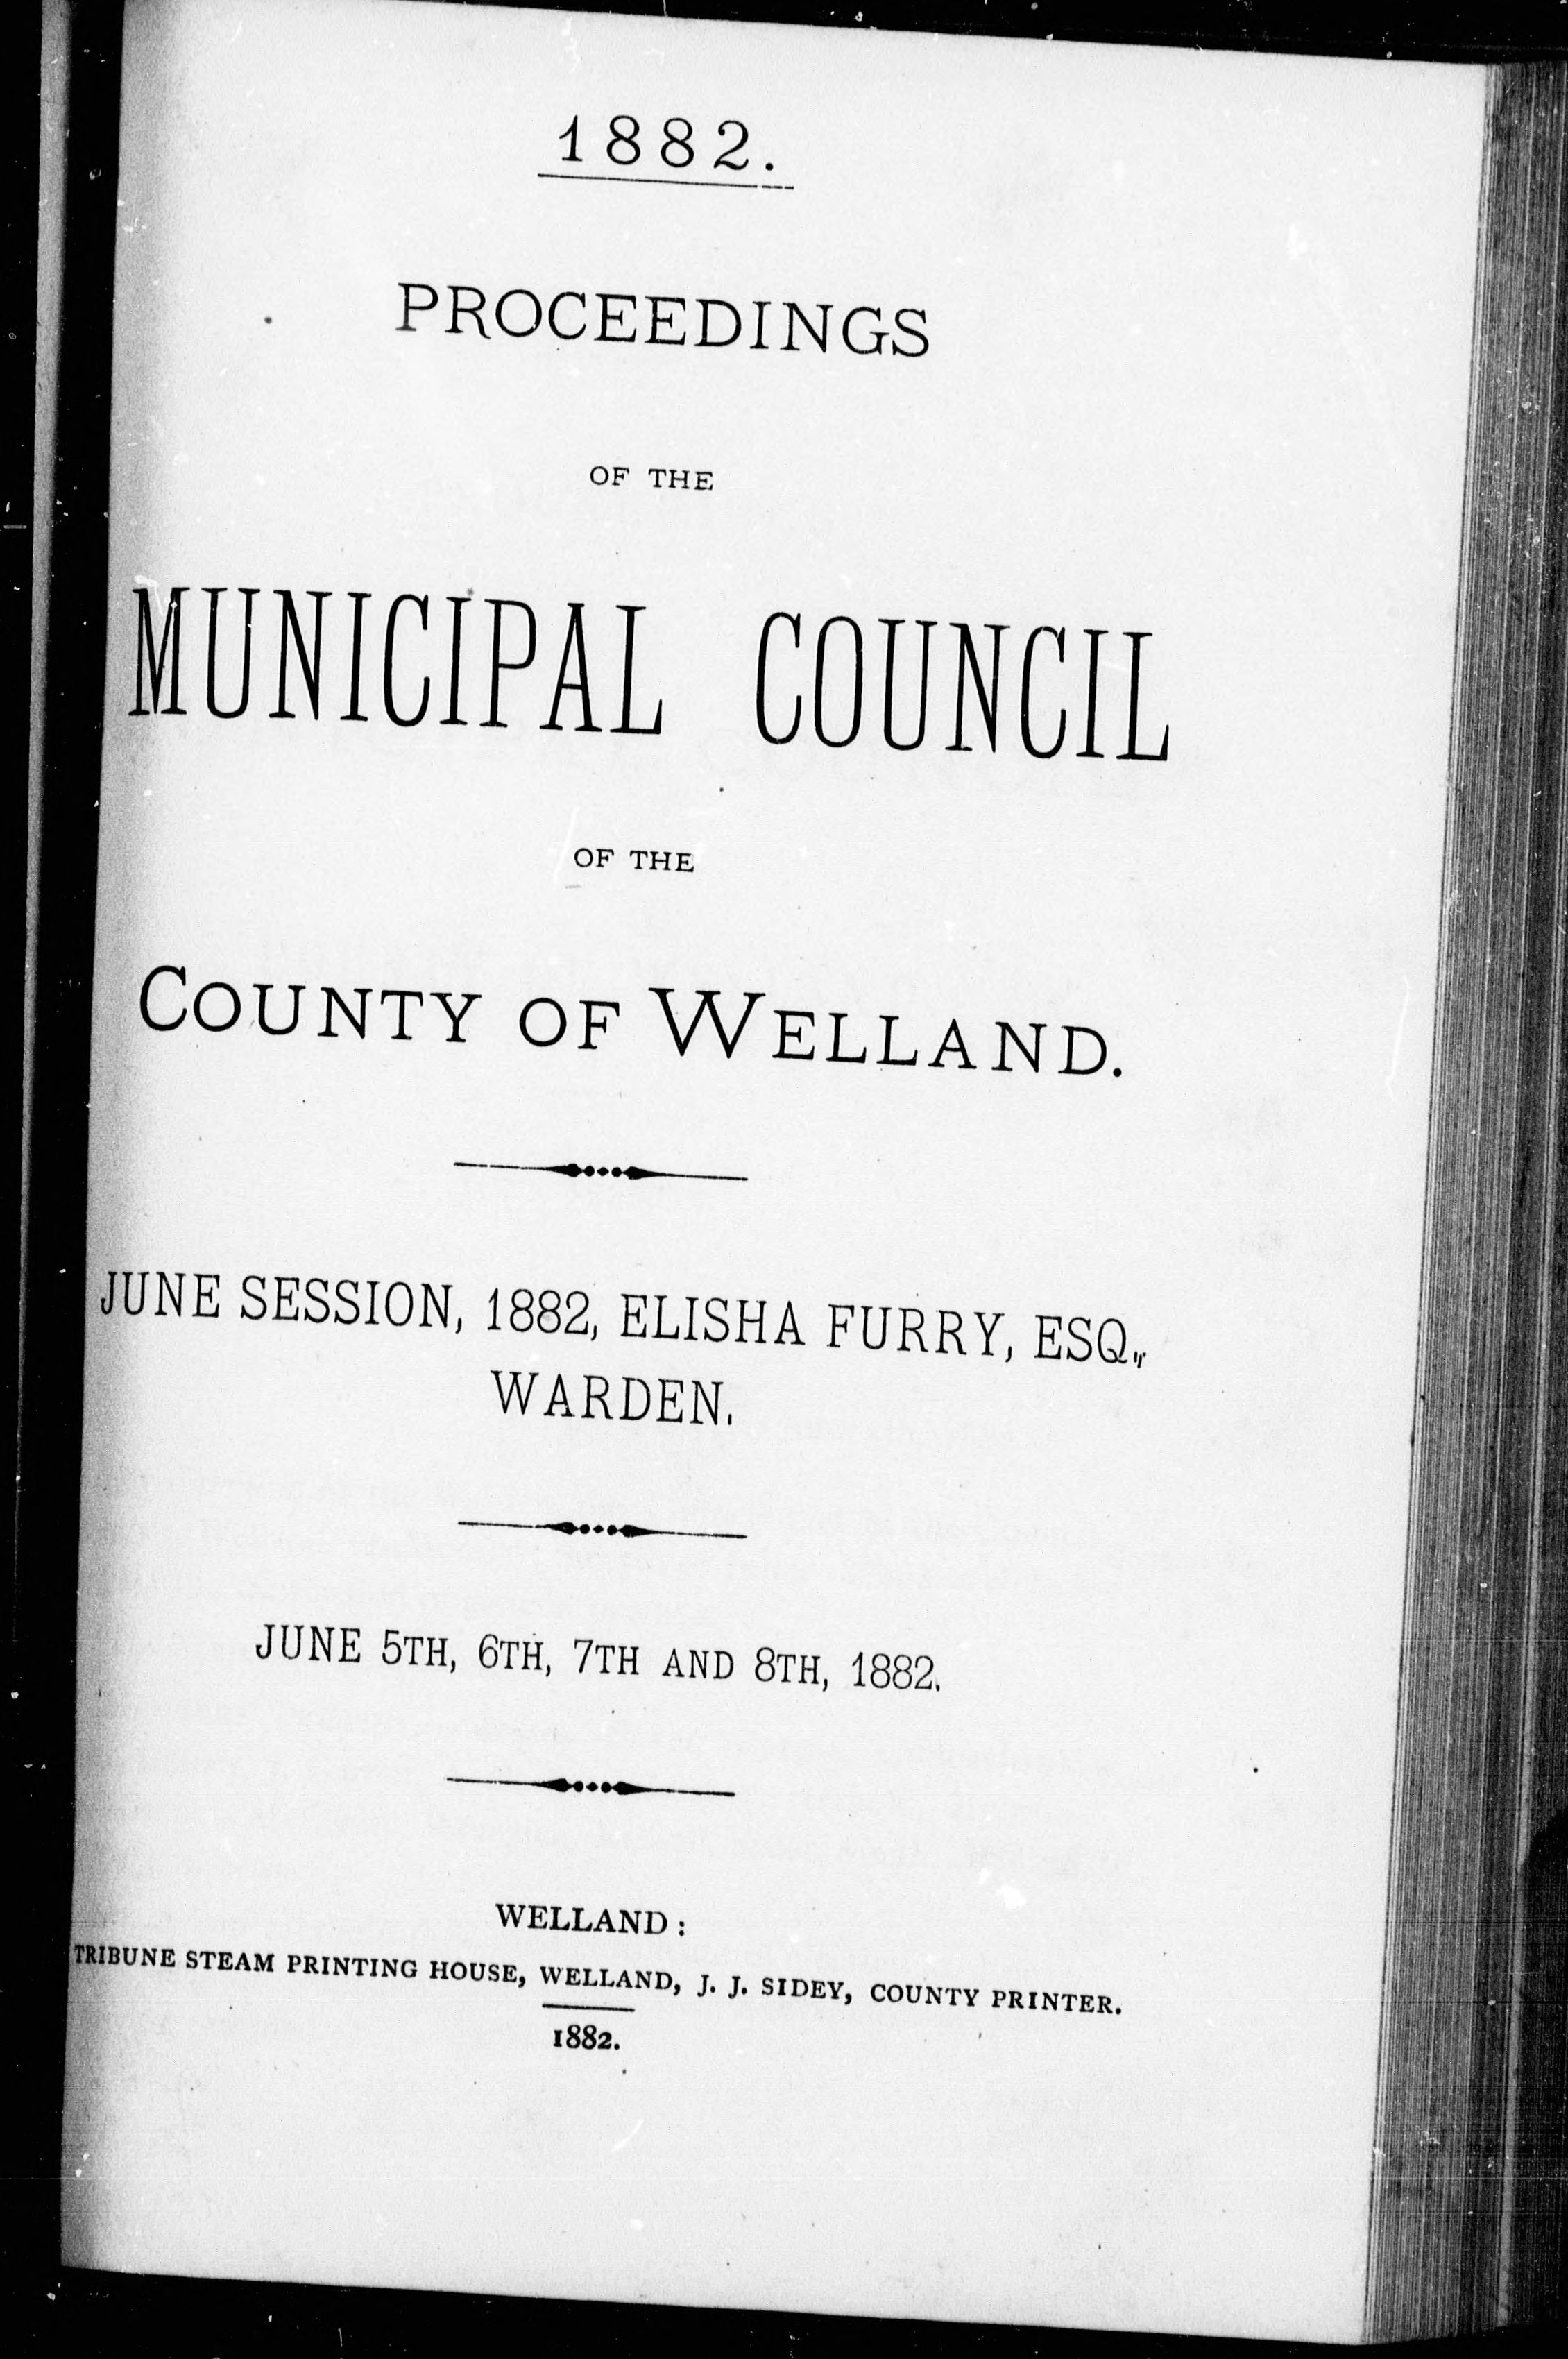 1882.
PROCEEDINGS
OF THE
MUNICIPAL COUNCIL
OF THE
COUNTY OF WELLAND.
JUNE SESSION, 1882, ELISHA FURRY, ESQ.,
WARDEN.
JUNE 5TH, 6TH, 7TH AND 8TH, 1882.
WELLAND:
TRIBUNE STEAM PRINTING HOUSE, WELLAND, J. J. SIDEY, COUNTY PRINTER.
1882.